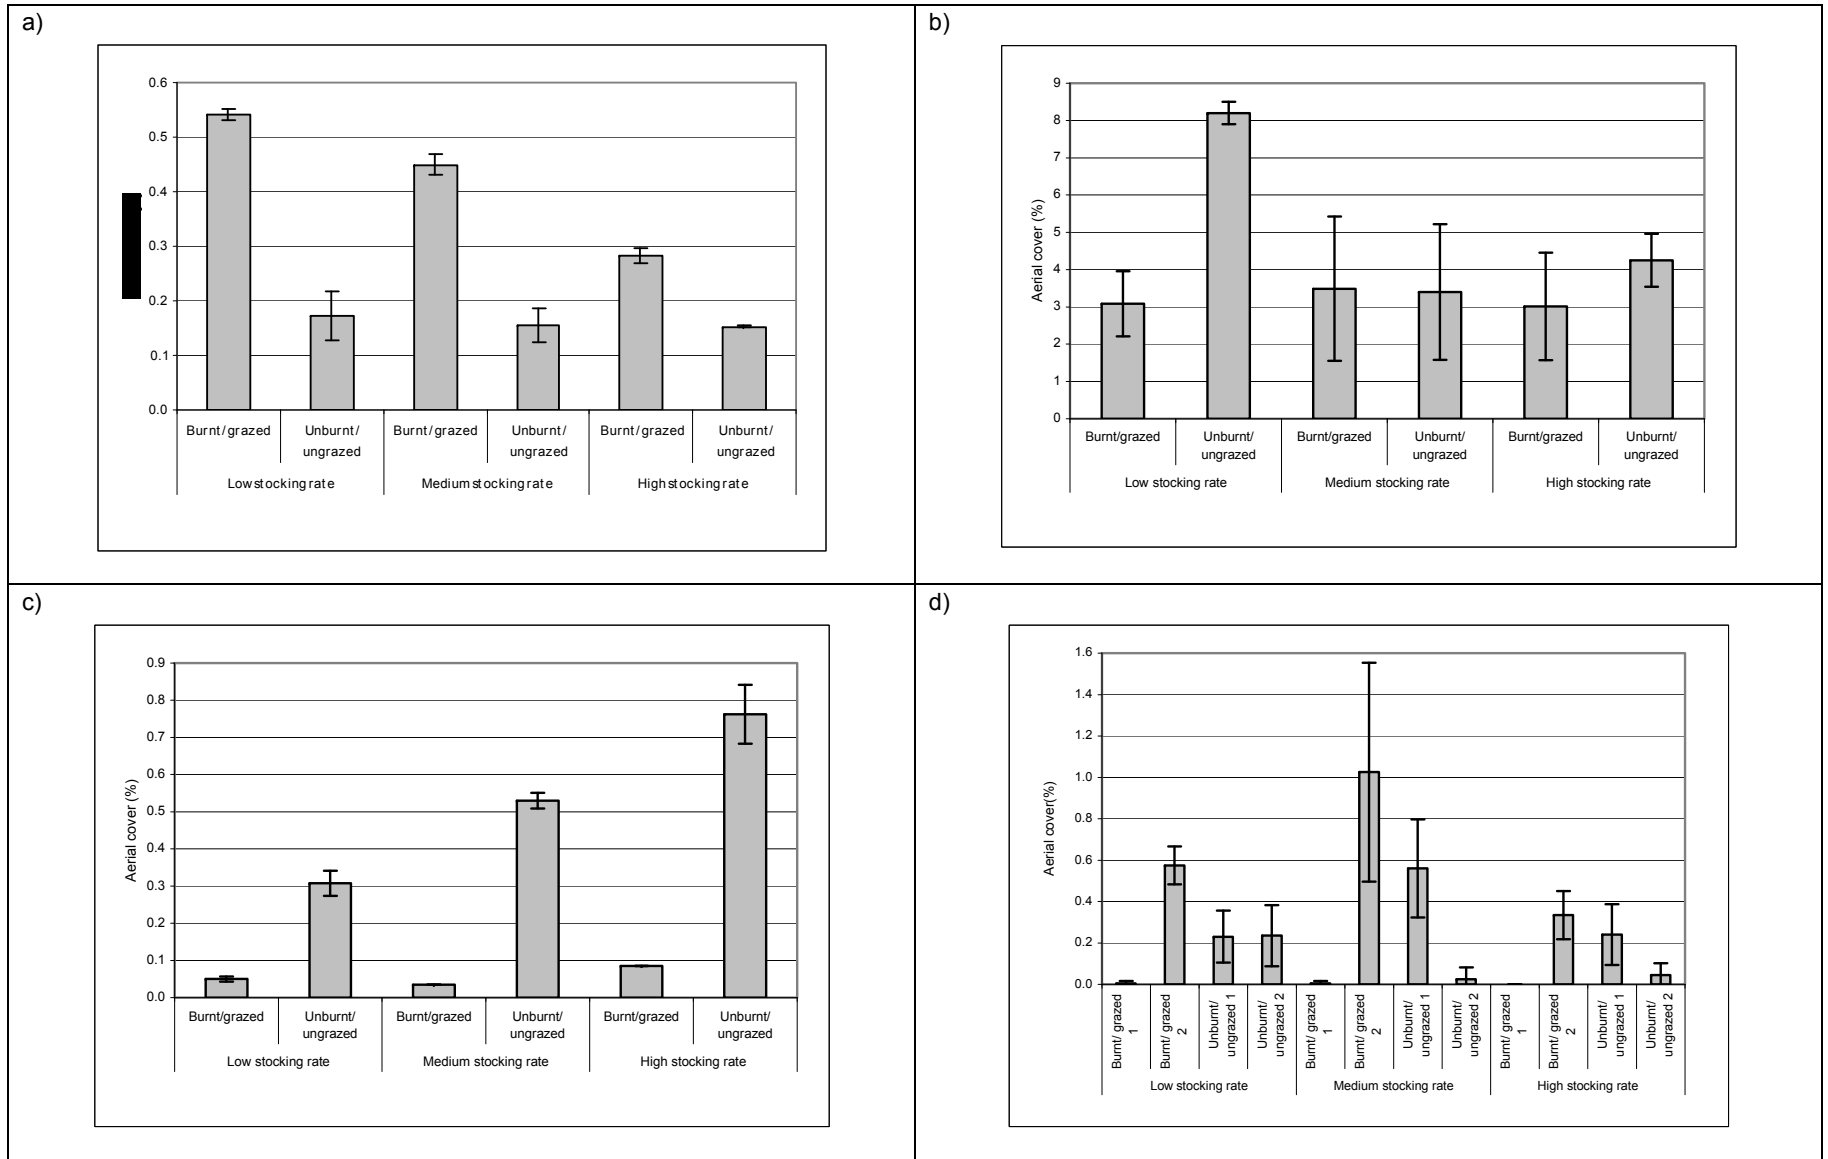 a)
0.6
0.5
0.4
0.3
0.2
0.1
0.0
Burnt/grazed Unburnt/ Burnt/grazed Unburnt/ Burnt/grazed Unburnt/
ungrazed ungrazed ungrazed
Low stocking rate Medium stocking rate High stocking rate
b)
Aerial cover (%)
9
8
7
6
5
4
3
2
1
0
Burnt/grazed Unburnt/ Burnt/grazed Unburnt/ Burnt/grazed Unburnt/
ungrazed ungrazed ungrazed
Low stocking rate Medium stocking rate High stocking rate
c)
Aerial cover (%)
0.9
0.8
0.7
0.6
0.5
0.4
0.3
0.2
0.1
0.0
Burnt/grazed Unburnt/ Burnt/grazed Unburnt/ Burnt/grazed Unburnt/
ungrazed ungrazed ungrazed
Low stocking rate Medium stocking rate High stocking rate
d)
Aerial cover(%)
1.6
1.4
1.2
1.0
0.8
0.6
0.4
0.2
0.0
Burnt/ grazed
1
Burnt/ grazed
2
Unburnt/
ungrazed 1
Unburnt/
ungrazed 2
Burnt/ grazed
1
Burnt/ grazed
2
Unburnt/
ungrazed 1
Unburnt/
ungrazed 2
Burnt/ grazed
1
Burnt/ grazed
2
Unburnt/
ungrazed 1
Unburnt/
ungrazed 2
Low stocking rate Medium stocking rate High stocking rate